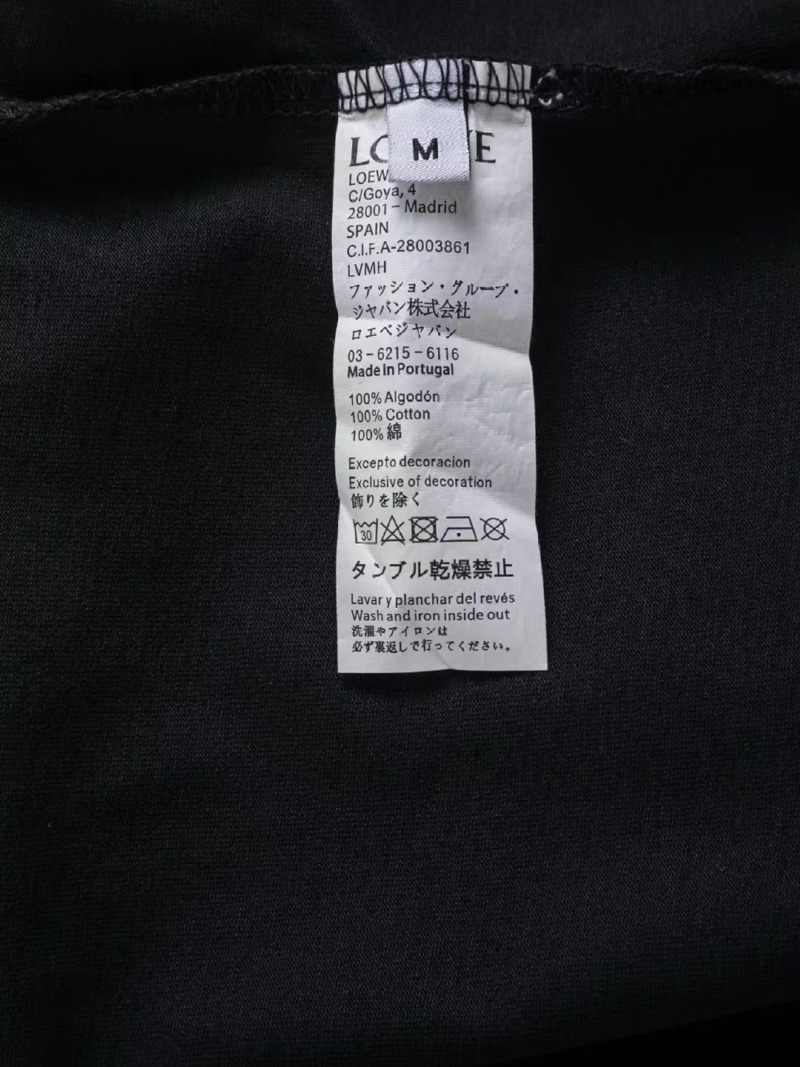 M
LOEW
C/Goya, 4
28001 – Madrid
SPAIN
C.I.F.A-28003861
LVMH
ファッション・グループ・
ジャパン株式会社
ロエベジャパン
03 – 6215 – 6116
Made in Portugal
100% Algodón
100% Cotton
100% 綿
Excepto decoracion
Exclusive of decoration
飾りを除く
30
タンブル乾燥禁止
Lavar y planchar del revés
Wash and iron inside out
洗濯やアイロンは
必ず裏返しで行ってください。